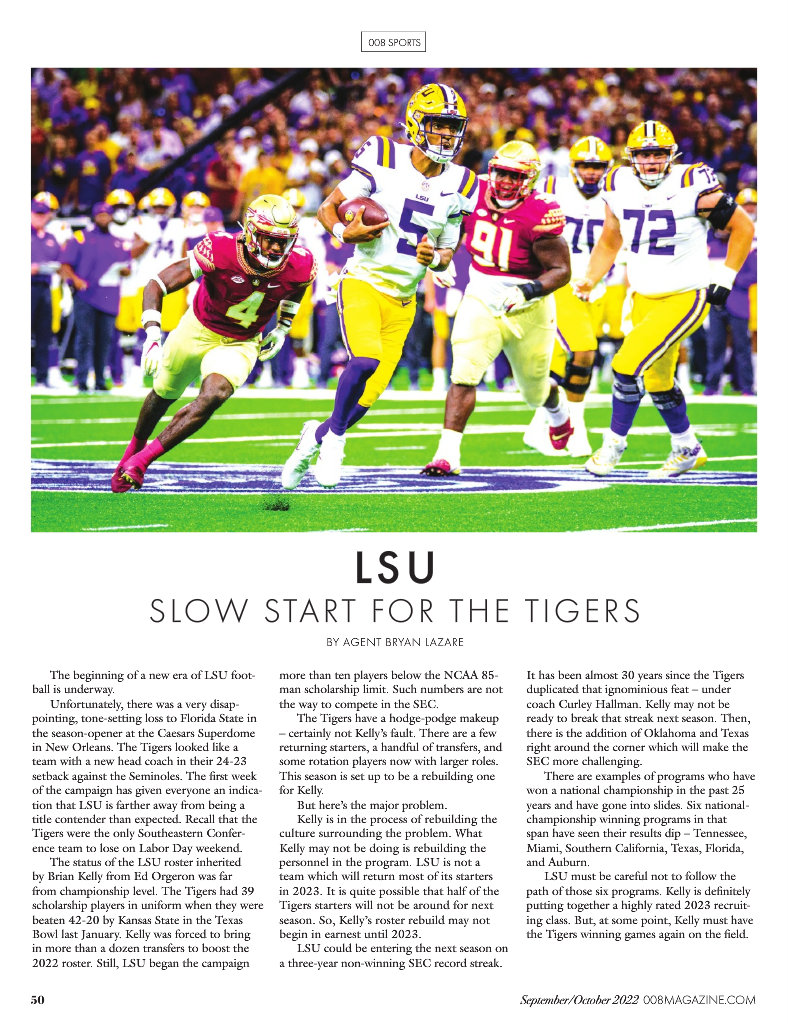 008 SPORTS
LSU
5
5
4
91
70
72
72
74
LSU
SLOW START FOR THE TIGERS
BY AGENT BRYAN LAZARE
The beginning of a new era of LSU foot-
ball is underway.
Unfortunately, there was a very disap-
pointing, tone-setting loss to Florida State in
the season-opener at the Caesars Superdome
in New Orleans. The Tigers looked like a
team with a new head coach in their 24-23
setback against the Seminoles. The first week
of the campaign has given everyone an indica-
tion that LSU is farther away from being a
title contender than expected. Recall that the
Tigers were the only Southeastern Confer-
ence team to lose on Labor Day weekend.
The status of the LSU roster inherited
by Brian Kelly from Ed Orgeron was far
from championship level. The Tigers had 39
scholarship players in uniform when they were
beaten 42-20 by Kansas State in the Texas
Bowl last January. Kelly was forced to bring
in more than a dozen transfers to boost the
2022 roster. Still, LSU began the campaign
more than ten players below the NCAA 85-
man scholarship limit. Such numbers are not
the way to compete in the SEC.
The Tigers have a hodge-podge makeup
– certainly not Kelly's fault. There are a few
returning starters, a handful of transfers, and
some rotation players now with larger roles.
This season is set up to be a rebuilding one
for Kelly.
But here's the major problem.
Kelly is in the process of rebuilding the
culture surrounding the problem. What
Kelly may not be doing is rebuilding the
personnel in the program. LSU is not a
team which will return most of its starters
in 2023. It is quite possible that half of the
Tigers starters will not be around for next
season. So, Kelly's roster rebuild may not
begin in earnest until 2023.
LSU could be entering the next season on
a three-year non-winning SEC record streak.
It has been almost 30 years since the Tigers
duplicated that ignominious feat – under
coach Curley Hallman. Kelly may not be
ready to break that streak next season. Then,
there is the addition of Oklahoma and Texas
right around the corner which will make the
SEC more challenging.
There are examples of programs who have
won a national championship in the past 25
years and have gone into slides. Six national-
championship winning programs in that
span have seen their results dip – Tennessee,
Miami, Southern California, Texas, Florida,
and Auburn.
LSU must be careful not to follow the
path of those six programs. Kelly is definitely
putting together a highly rated 2023 recruit-
ing class. But, at some point, Kelly must have
the Tigers winning games again on the field.
50
September/October 2022 008MAGAZINE.COM